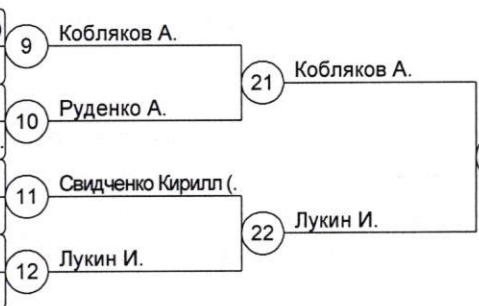 9 Кобляков А.
21 Кобляков А.
10 Руденко А.
11 Свидченко Кирилл (.
22 Лукин И.
12 Лукин И.